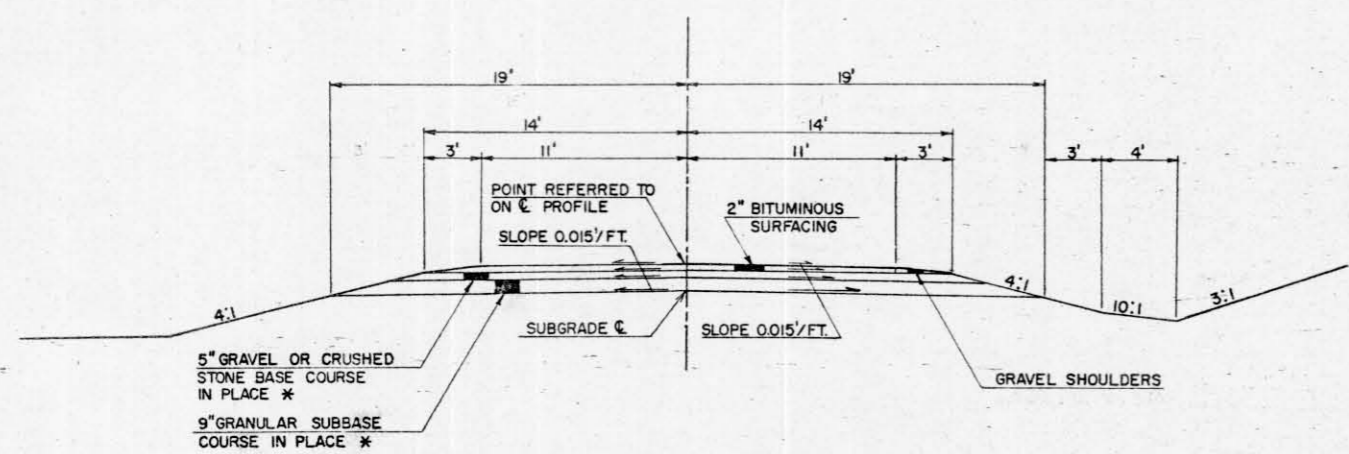 19' 19'
14' 14'
3' 11' 11' 3' 3' 4'
POINT REFERRED TO
ON ℄ PROFILE
2" BITUMINOUS
SURFACING
SLOPE 0.015'/FT.
4:1
4:1
10:1
3:1
SUBGRADE ℄
SLOPE 0.015'/FT.
5" GRAVEL OR CRUSHED
STONE BASE COURSE
IN PLACE *
GRAVEL SHOULDERS
9" GRANULAR SUBBASE
COURSE IN PLACE *